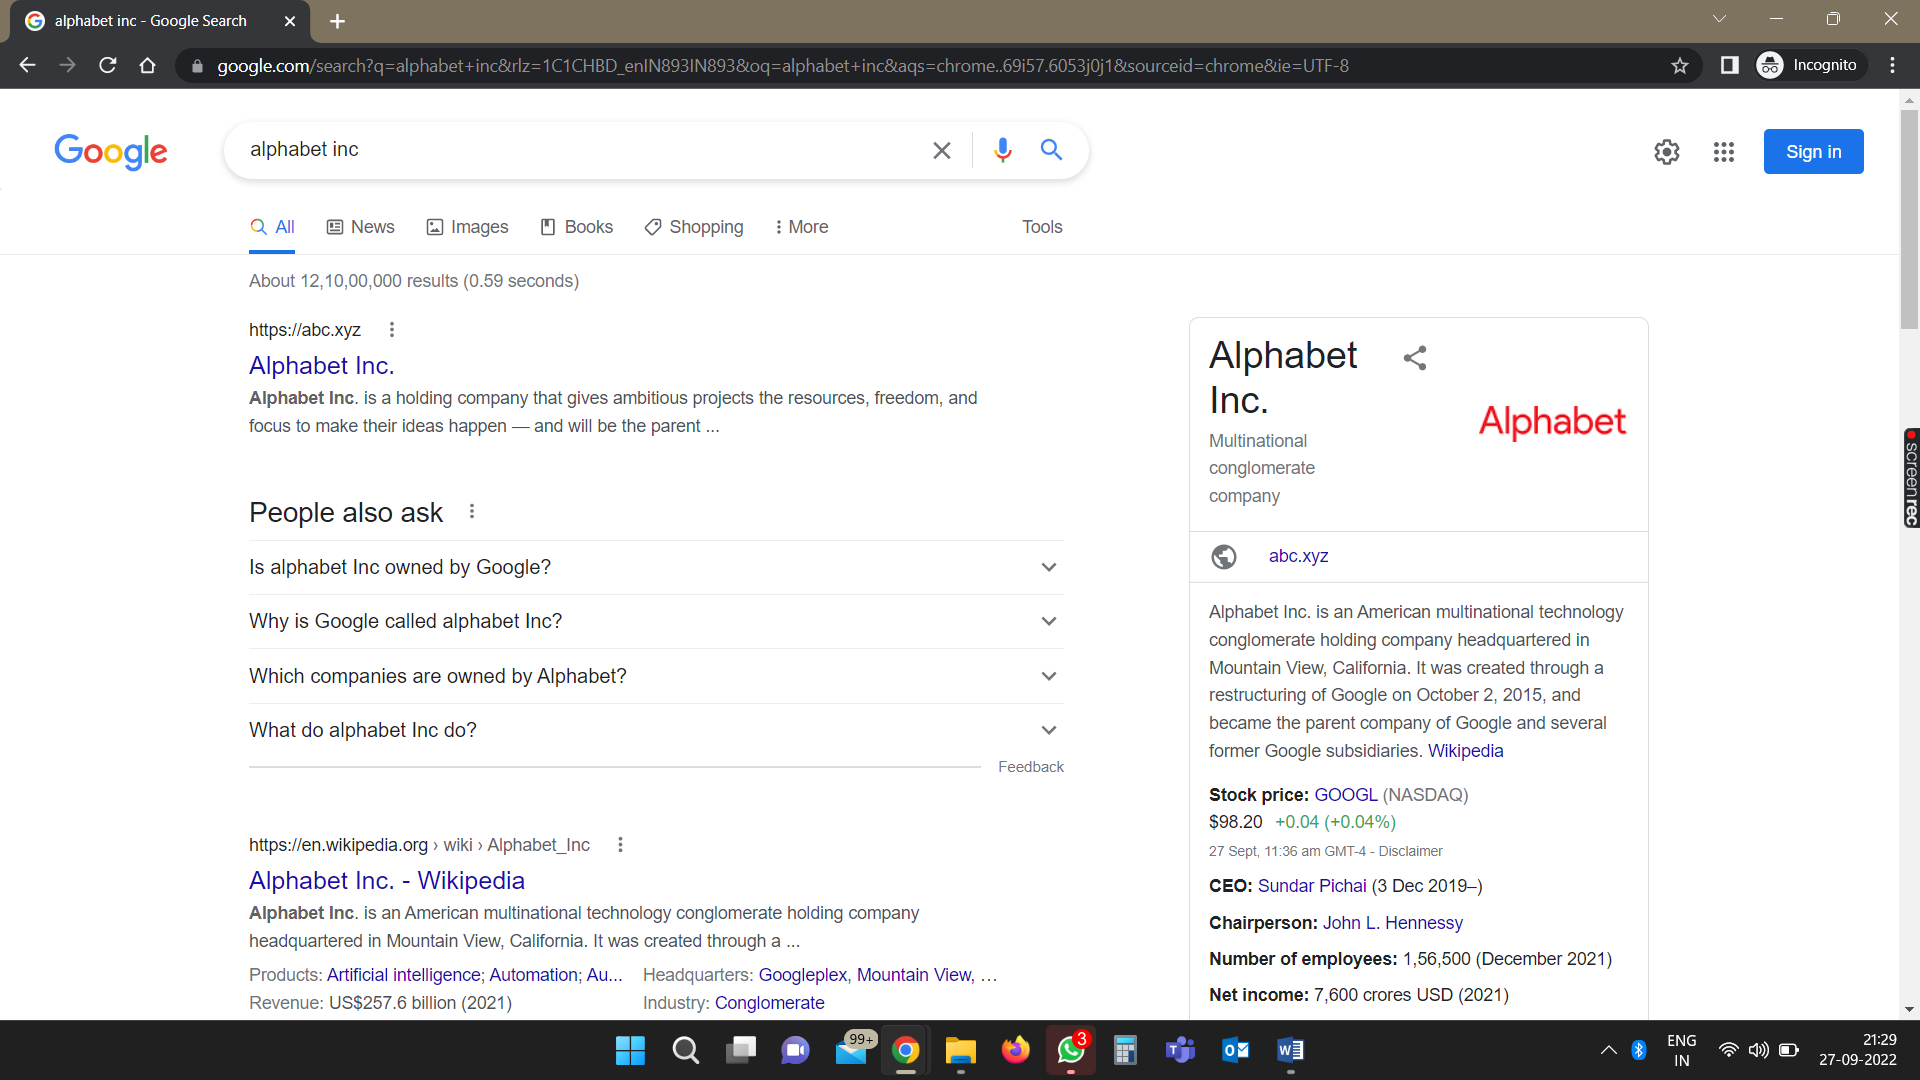 alphabet inc - Google Search
google.com/search?q=alphabet+inc&rlz=1C1CHBD_enIN893IN893&oq=alphabet+inc&aqs=chrome..69i57.6053j0j1&sourceid=chrome&ie=UTF-8
Incognito
Google
alphabet inc
Sign in
All
News
Images
Books
Shopping
More
Tools
About 12,10,00,000 results (0.59 seconds)
https://abc.xyz
Alphabet Inc.
Alphabet Inc. is a holding company that gives ambitious projects the resources, freedom, and
focus to make their ideas happen — and will be the parent ...
People also ask
Is alphabet Inc owned by Google?
Why is Google called alphabet Inc?
Which companies are owned by Alphabet?
What do alphabet Inc do?
Feedback
https://en.wikipedia.org › wiki › Alphabet_Inc
Alphabet Inc. - Wikipedia
Alphabet Inc. is an American multinational technology conglomerate holding company
headquartered in Mountain View, California. It was created through a ...
Products: Artificial intelligence; Automation; Au...
Headquarters: Googleplex, Mountain View, ...
Revenue: US$257.6 billion (2021)
Industry: Conglomerate
Alphabet
Inc.
Multinational
conglomerate
company
Alphabet
abc.xyz
Alphabet Inc. is an American multinational technology
conglomerate holding company headquartered in
Mountain View, California. It was created through a
restructuring of Google on October 2, 2015, and
became the parent company of Google and several
former Google subsidiaries. Wikipedia
Stock price: GOOGL (NASDAQ)
$98.20 +0.04 (+0.04%)
27 Sept, 11:36 am GMT-4 - Disclaimer
CEO: Sundar Pichai (3 Dec 2019–)
Chairperson: John L. Hennessy
Number of employees: 1,56,500 (December 2021)
Net income: 7,600 crores USD (2021)
screenrec
99+
3
ENG
IN
21:29
27-09-2022